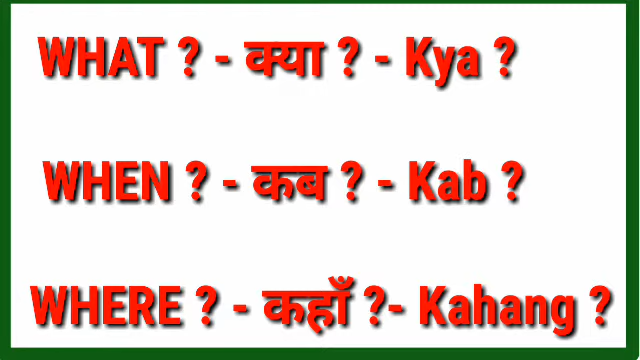 WHAT ? - क्या ? - Kya ?
WHEN ? - कब ? - Kab ?
WHERE ? - कहाँ ?- Kahang ?